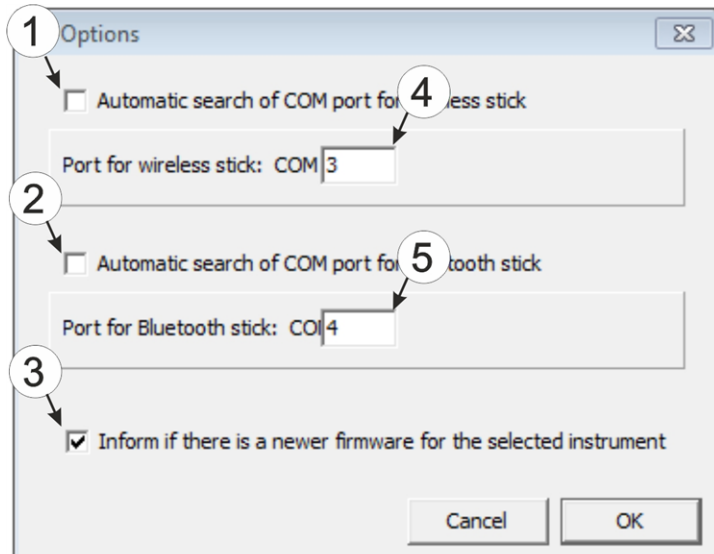 1
Options
Automatic search of COM port for less stick
4
Port for wireless stick: COM 3
2
Automatic search of COM port for tooth stick
5
Port for Bluetooth stick: CO 4
3
Inform if there is a newer firmware for the selected instrument
Cancel OK